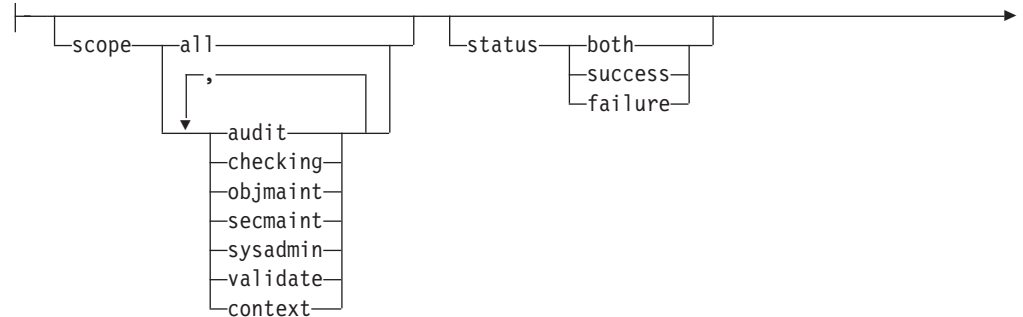 scope all status both
, success
failure
audit
checking
objmaint
secmaint
sysadmin
validate
context